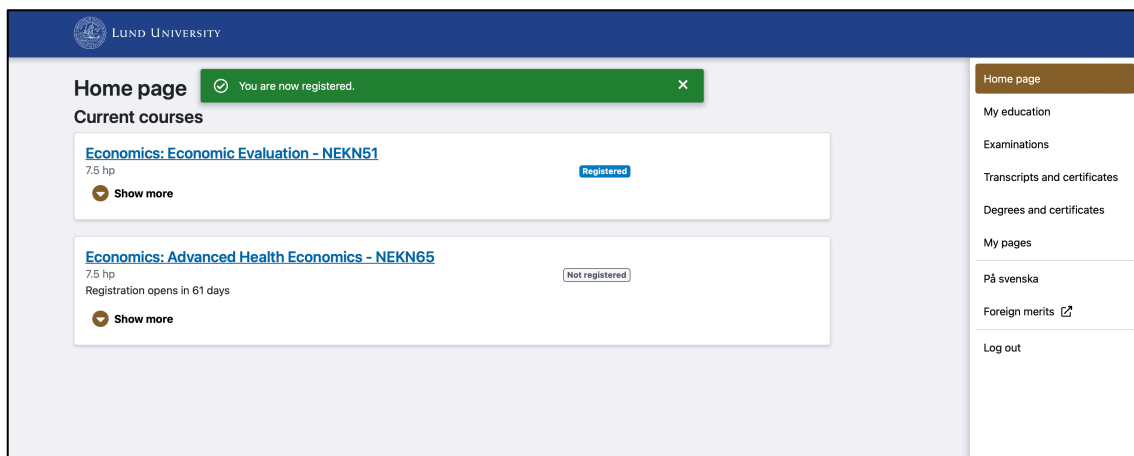 LUND UNIVERSITY
Home page
You are now registered.
Current courses
Economics: Economic Evaluation - NEKN51
7.5 hp
Registered
Show more
Economics: Advanced Health Economics - NEKN65
7.5 hp
Not registered
Registration opens in 61 days
Show more
Home page
My education
Examinations
Transcripts and certificates
Degrees and certificates
My pages
På svenska
Foreign merits
Log out